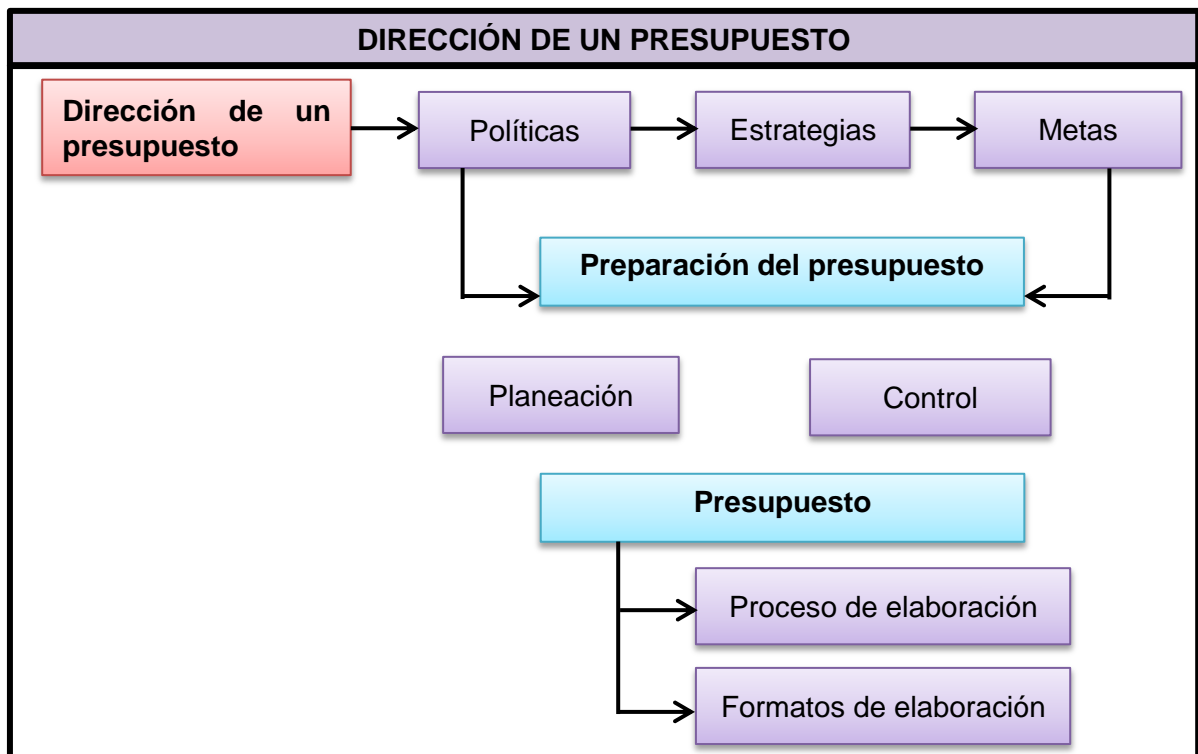 DIRECCIÓN DE UN PRESUPUESTO
Dirección de un
presupuesto
Políticas
Estrategias
Metas
Preparación del presupuesto
Planeación
Control
Presupuesto
Proceso de elaboración
Formatos de elaboración